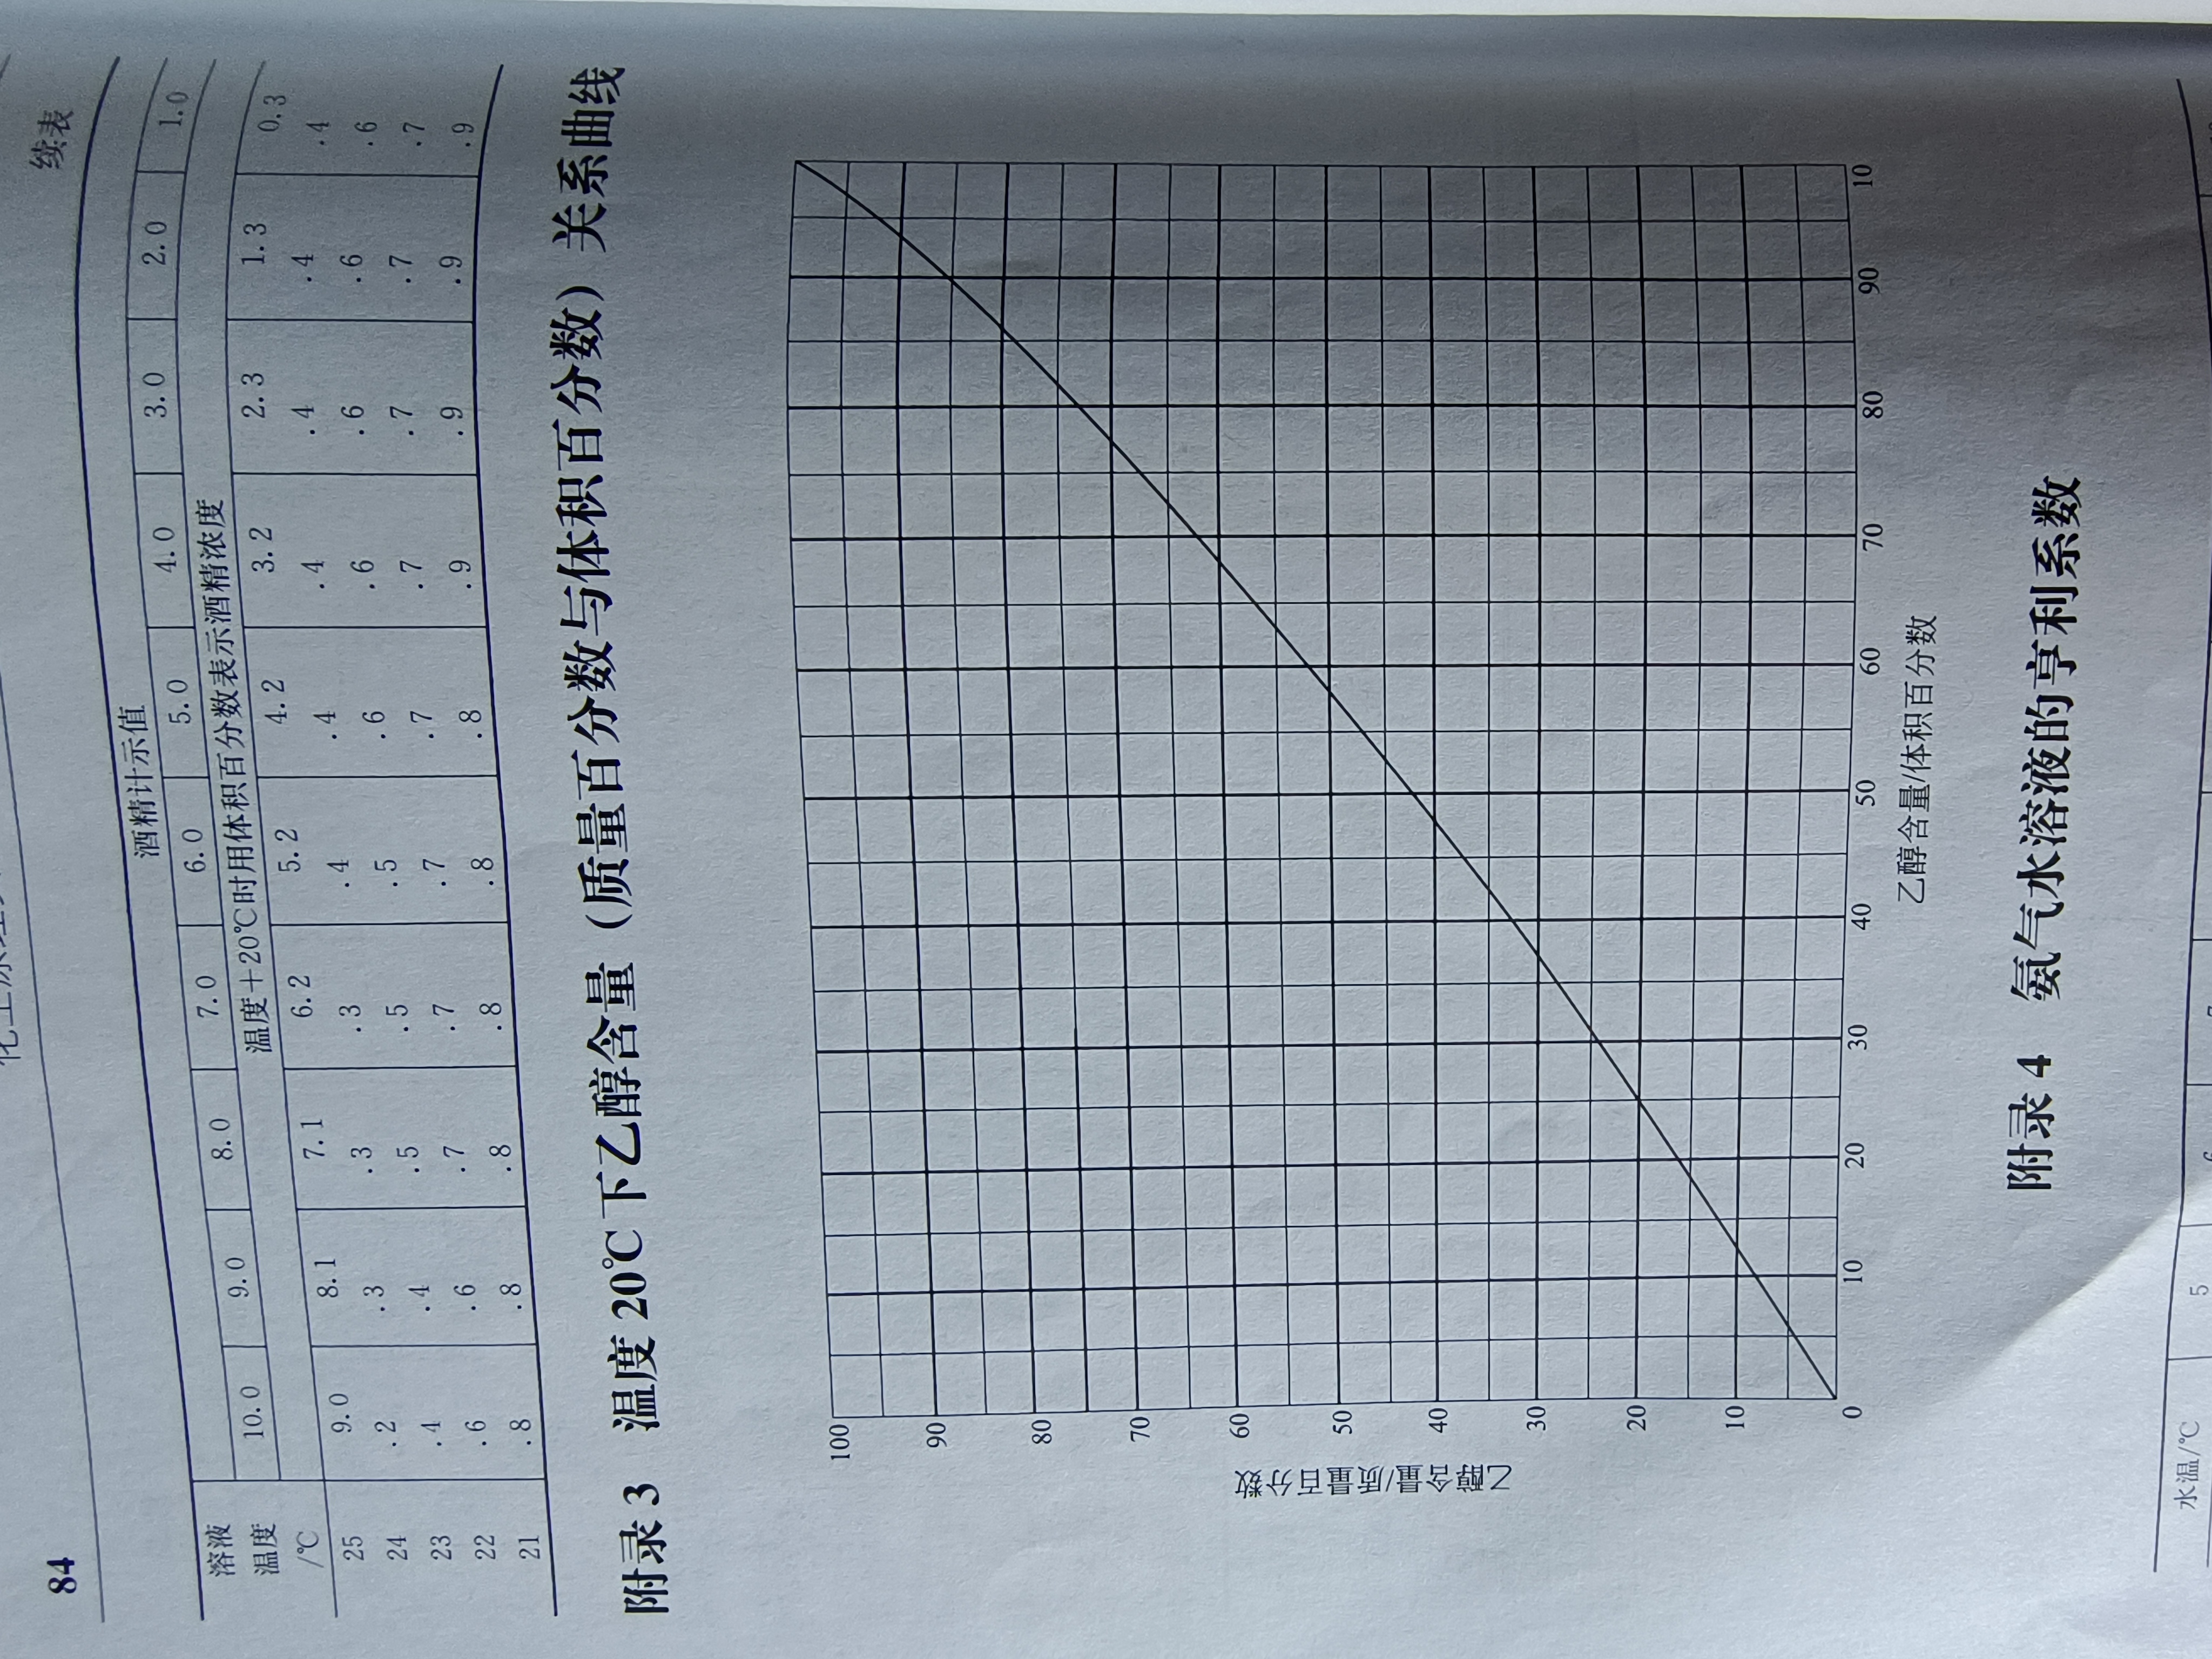 84
续表
溶液温度/℃ 酒精计示值
10.0 9.0 8.0 7.0 6.0 5.0 4.0 3.0 2.0 1.0
温度+20℃时用体积百分数表示酒精浓度
25 9.0 8.1 7.1 6.2 5.2 4.2 3.2 2.3 1.3 0.3
24 .2 .3 .3 .3 .4 .4 .4 .4 .4 .4
23 .4 .4 .5 .5 .5 .6 .6 .6 .6 .6
22 .6 .6 .7 .7 .7 .7 .7 .7 .7 .7
21 .8 .8 .8 .8 .8 .8 .9 .9 .9 .9
附录3 温度20℃下乙醇含量（质量百分数与体积百分数）关系曲线
乙醇含量/质量百分数
100
90
80
70
60
50
40
30
20
10
0
10 20 30 40 50 60 70 80 90 10
乙醇含量/体积百分数
附录4 氨气水溶液的亨利系数
水温/℃ 5